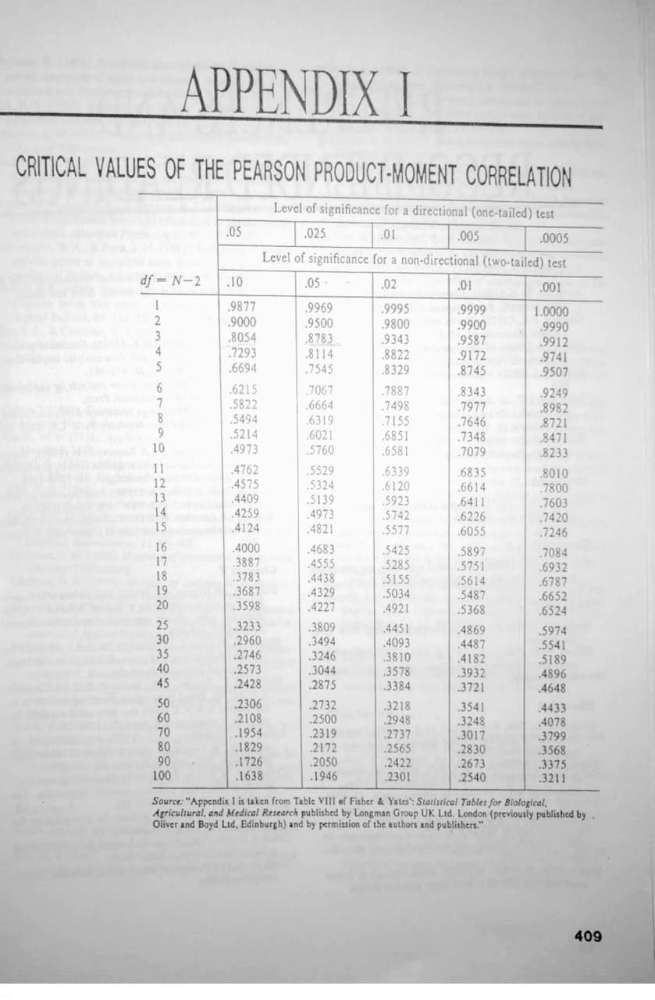 APPENDIX I
CRITICAL VALUES OF THE PEARSON PRODUCT-MOMENT CORRELATION
Level of significance for a directional (one-tailed) test
.05 .025 .01 .005 .0005
Level of significance for a non-directional (two-tailed) test
df = N−2 .10 .05 .02 .01 .001
1 .9877 .9969 .9995 .9999 1.0000
2 .9000 .9500 .9800 .9900 .9990
3 .8054 .8783 .9343 .9587 .9912
4 .7293 .8114 .8822 .9172 .9741
5 .6694 .7545 .8329 .8745 .9507
6 .6215 .7067 .7887 .8343 .9249
7 .5822 .6664 .7498 .7977 .8982
8 .5494 .6319 .7155 .7646 .8721
9 .5214 .6021 .6851 .7348 .8471
10 .4973 .5760 .6581 .7079 .8233
11 .4762 .5529 .6339 .6835 .8010
12 .4575 .5324 .6120 .6614 .7800
13 .4409 .5139 .5923 .6411 .7603
14 .4259 .4973 .5742 .6226 .7420
15 .4124 .4821 .5577 .6055 .7246
16 .4000 .4683 .5425 .5897 .7084
17 .3887 .4555 .5285 .5751 .6932
18 .3783 .4438 .5155 .5614 .6787
19 .3687 .4329 .5034 .5487 .6652
20 .3598 .4227 .4921 .5368 .6524
25 .3233 .3809 .4451 .4869 .5974
30 .2960 .3494 .4093 .4487 .5541
35 .2746 .3246 .3810 .4182 .5189
40 .2573 .3044 .3578 .3932 .4896
45 .2428 .2875 .3384 .3721 .4648
50 .2306 .2732 .3218 .3541 .4433
60 .2108 .2500 .2948 .3248 .4078
70 .1954 .2319 .2737 .3017 .3799
80 .1829 .2172 .2565 .2830 .3568
90 .1726 .2050 .2422 .2673 .3375
100 .1638 .1946 .2301 .2540 .3211
Source: "Appendix I is taken from Table VIII of Fisher & Yates': Statistical Tables for Biological,
Agricultural, and Medical Research published by Longman Group UK Ltd. London (previously published by
Oliver and Boyd Ltd, Edinburgh) and by permission of the authors and publishers."
409